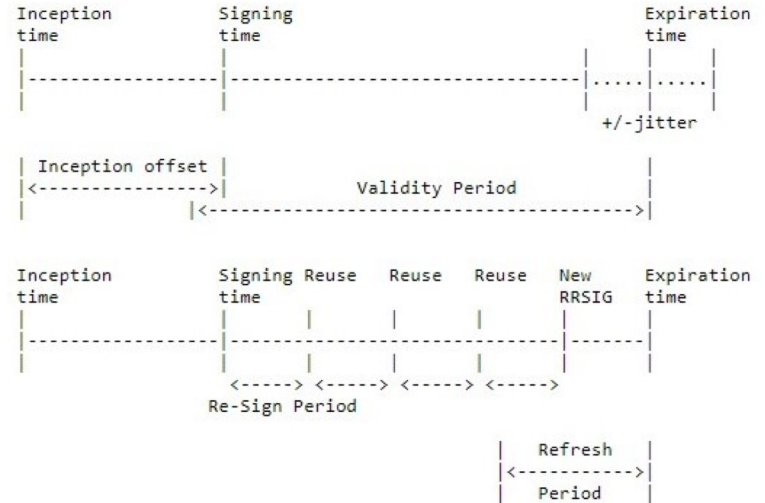 Inception Signing Expiration
time time time
+/-jitter
Inception offset
Validity Period
Inception Signing Reuse Reuse Reuse New Expiration
time time RRSIG time
Re-Sign Period
Refresh
Period